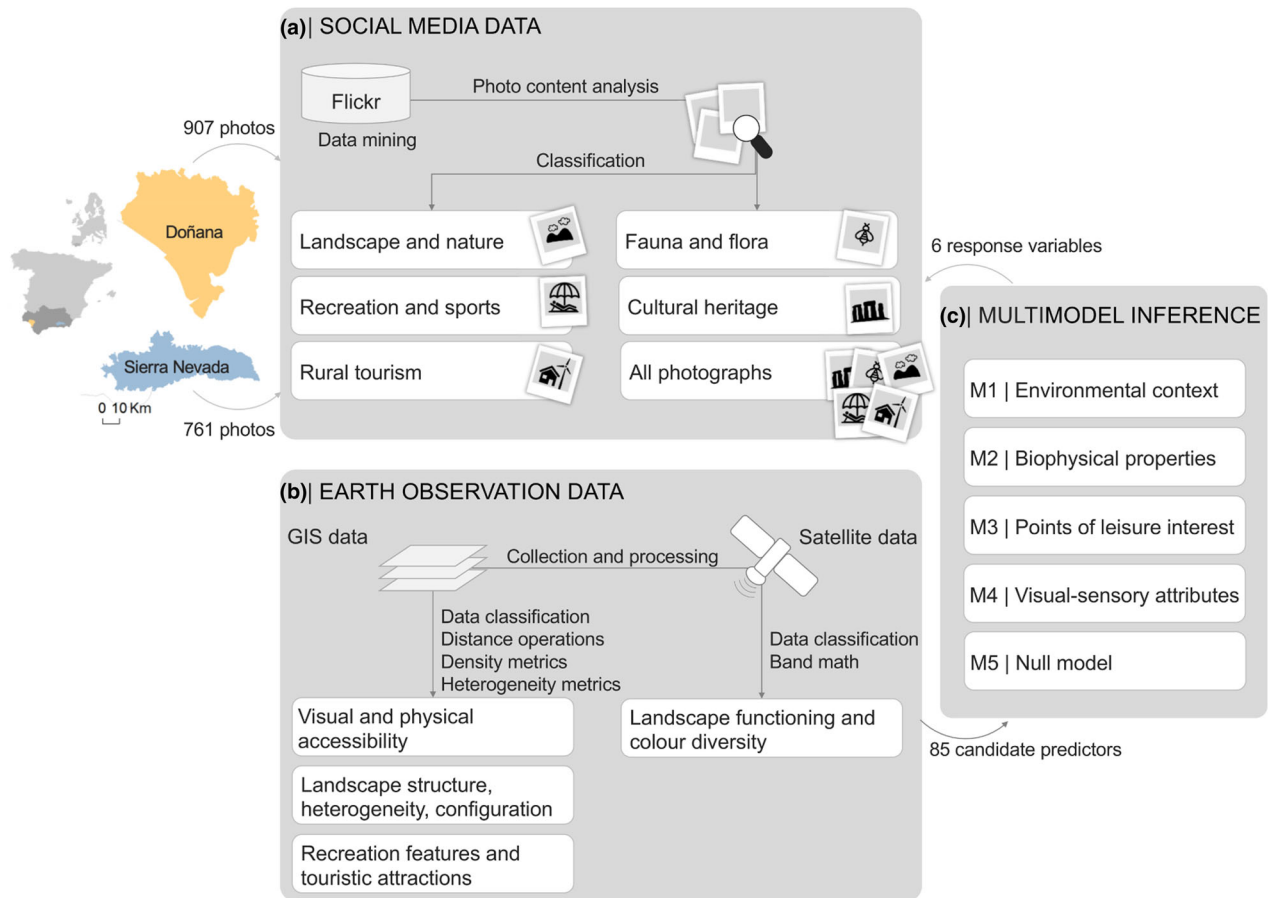 (a)| SOCIAL MEDIA DATA
Flickr
Data mining
Photo content analysis
Classification
907 photos
Doñana
Sierra Nevada
0 10 Km
761 photos
Landscape and nature
Fauna and flora
Recreation and sports
Cultural heritage
Rural tourism
All photographs
6 response variables
(b)| EARTH OBSERVATION DATA
GIS data
Collection and processing
Satellite data
Data classification
Distance operations
Density metrics
Heterogeneity metrics
Data classification
Band math
Visual and physical
accessibility
Landscape structure,
heterogeneity, configuration
Recreation features and
touristic attractions
Landscape functioning and
colour diversity
85 candidate predictors
(c)| MULTIMODEL INFERENCE
M1 | Environmental context
M2 | Biophysical properties
M3 | Points of leisure interest
M4 | Visual-sensory attributes
M5 | Null model